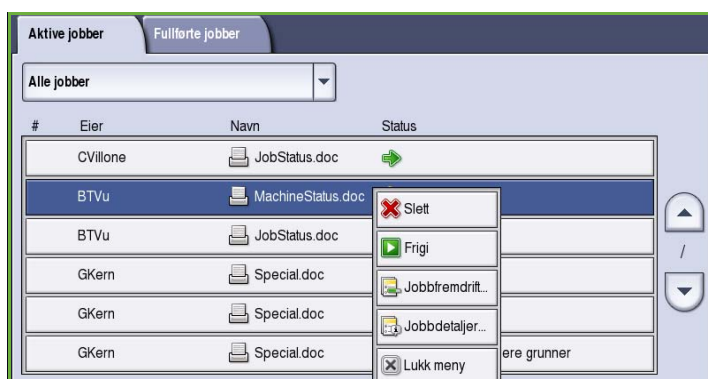 Aktive jobber Fullførte jobber
Alle jobber
# Eier Navn Status
CVillone JobStatus.doc
BTVu MachineStatus.doc
Slett
BTVu JobStatus.doc
Frigi
/
GKern Special.doc
Jobbfremdrift...
GKern Special.doc
Jobbdetaljer...
GKern Special.doc ere grunner
Lukk meny